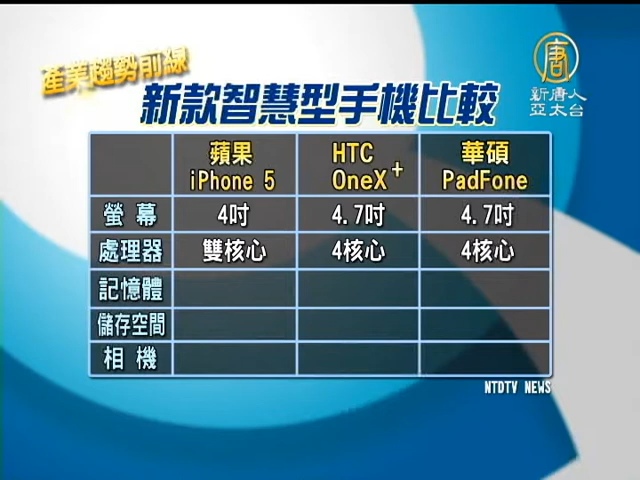 產業趨勢前線
唐
新唐人
亞太台
新款智慧型手機比較
蘋果 HTC 華碩
iPhone 5 OneX+ PadFone
螢幕 4吋 4.7吋 4.7吋
處理器 雙核心 4核心 4核心
記憶體
儲存空間
相機
NTDTV NEWS